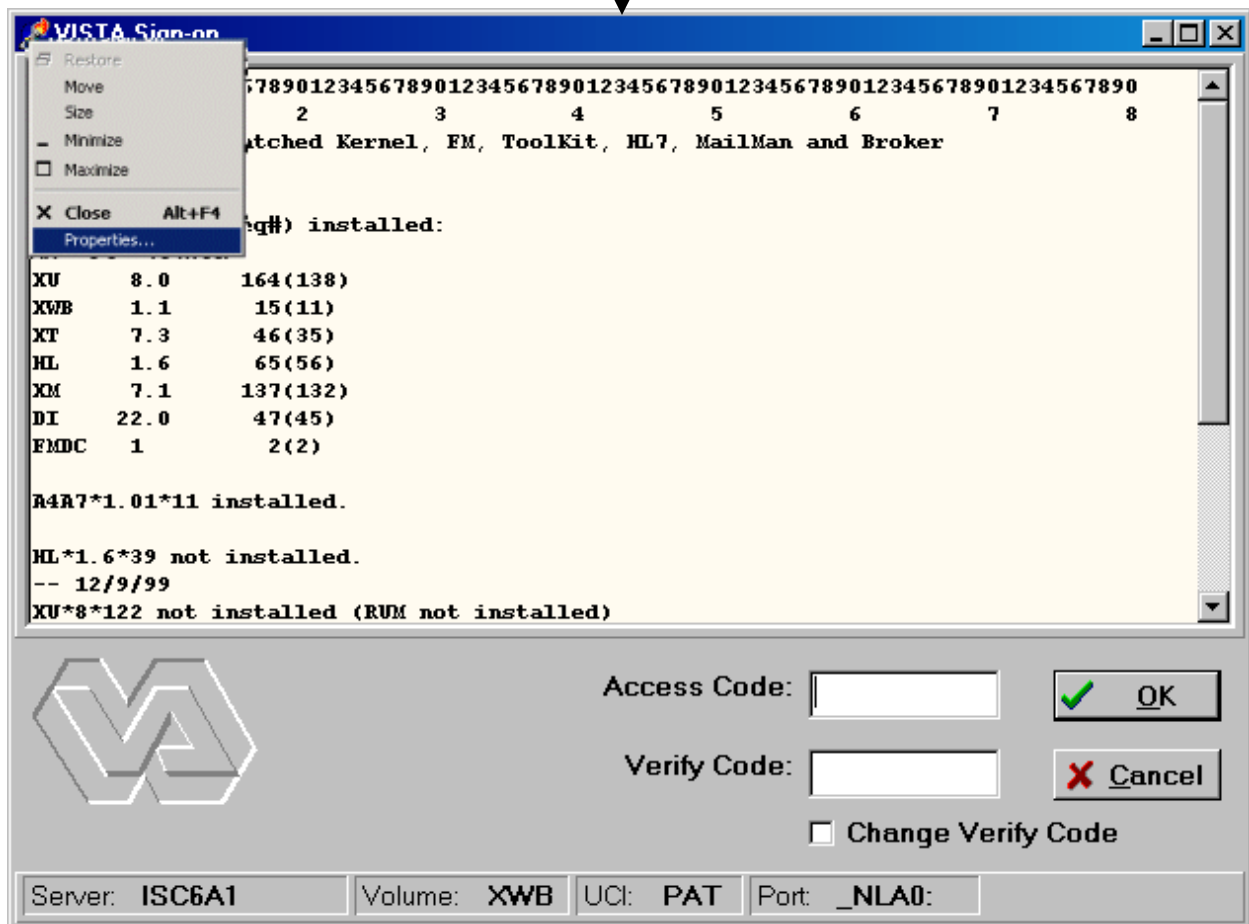 VISTA Sign-on
Restore
Move
Size
Minimize
Maximize
Close Alt+F4
Properties...
78901234567890123456789012345678901234567890123456789012345678901234567890
2 3 4 5 6 7 8
tched Kernel, FM, ToolKit, HL7, MailMan and Broker
q#) installed:
XU 8.0 164(138)
XWB 1.1 15(11)
XT 7.3 46(35)
HL 1.6 65(56)
XM 7.1 137(132)
DI 22.0 47(45)
FMDC 1 2(2)
A4A7*1.01*11 installed.
HL*1.6*39 not installed.
-- 12/9/99
XU*8*122 not installed (RUM not installed)
Access Code:
OK
Verify Code:
Cancel
Change Verify Code
Server: ISC6A1 Volume: XWB UCI: PAT Port: _NLA0: